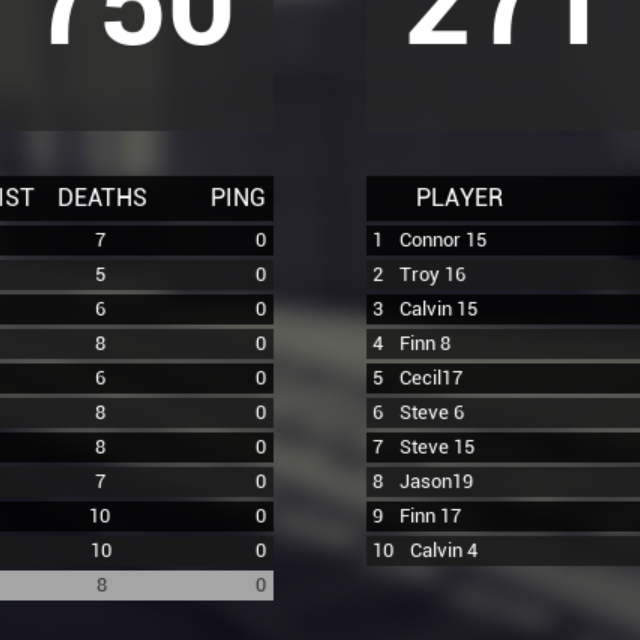 750
271
DEATHS PING
PLAYER
7 0
5 0
6 0
8 0
6 0
8 0
8 0
7 0
10 0
10 0
8 0
1 Connor 15
2 Troy 16
3 Calvin 15
4 Finn 8
5 Cecil17
6 Steve 6
7 Steve 15
8 Jason19
9 Finn 17
10 Calvin 4